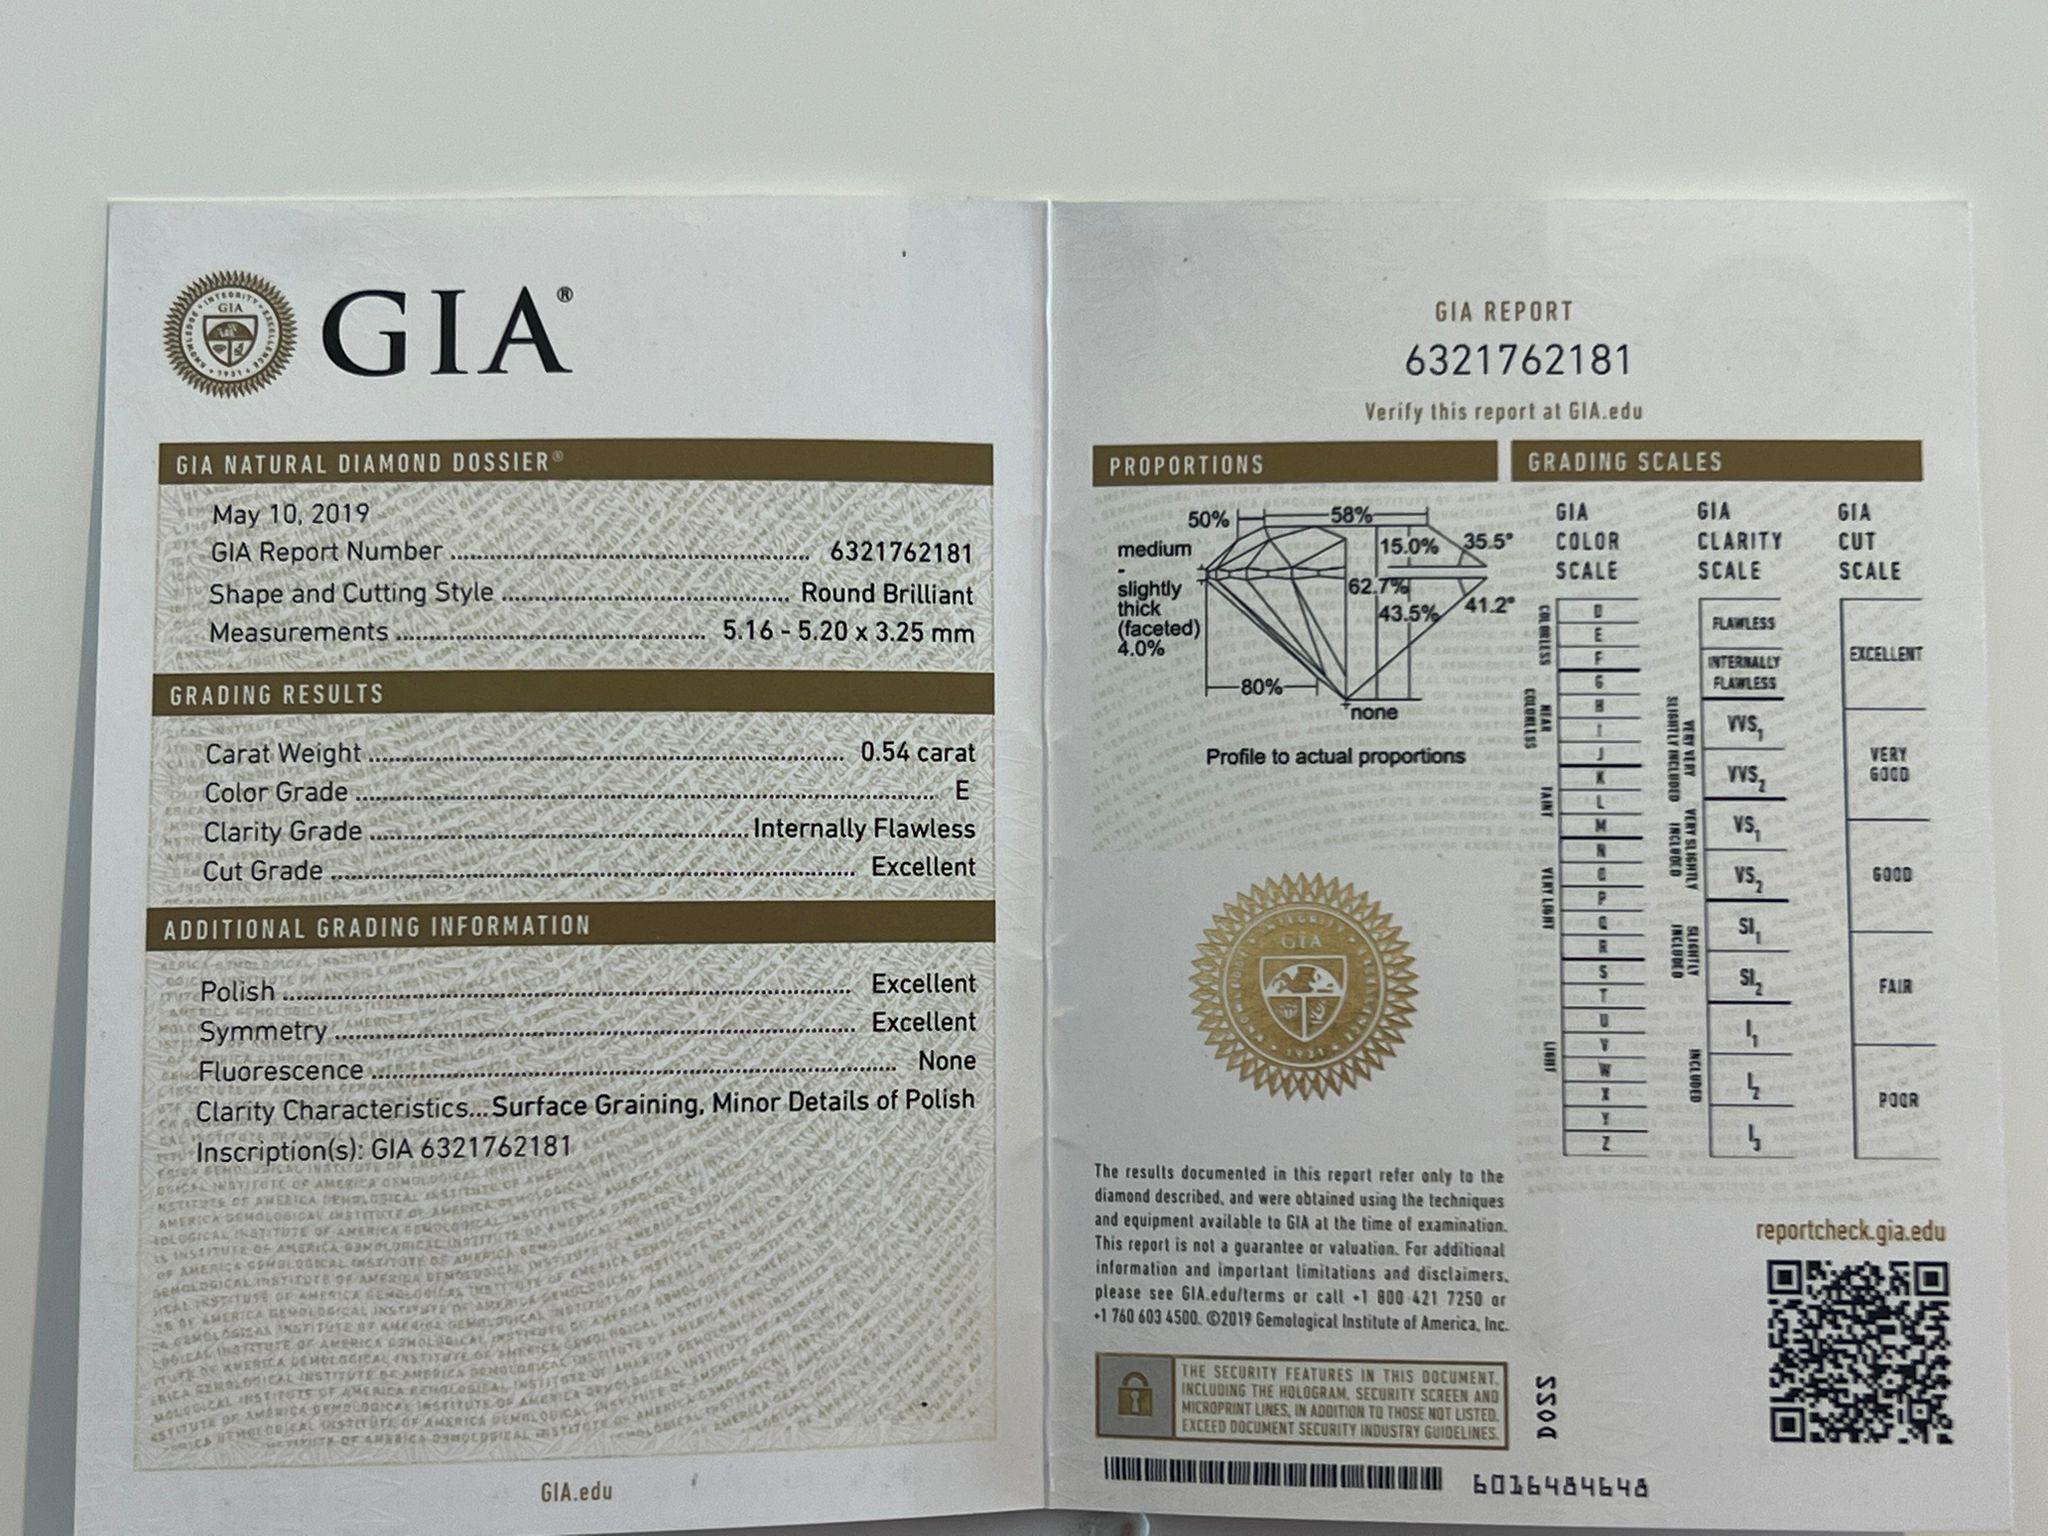 GIA®
GIA NATURAL DIAMOND DOSSIER®
May 10, 2019
GIA Report Number 6321762181
Shape and Cutting Style Round Brilliant
Measurements 5.16 - 5.20 x 3.25 mm
GRADING RESULTS
Carat Weight 0.54 carat
Color Grade E
Clarity Grade Internally Flawless
Cut Grade Excellent
ADDITIONAL GRADING INFORMATION
Polish Excellent
Symmetry Excellent
Fluorescence None
Clarity Characteristics...Surface Graining, Minor Details of Polish
Inscription(s): GIA 6321762181
GIA.edu
GIA REPORT
6321762181
Verify this report at GIA.edu
PROPORTIONS
50%
58%
medium
-
slightly
thick
(faceted)
4.0%
15.0%
35.5°
62.7%
43.5%
41.2°
80%
none
Profile to actual proportions
GIA
1931
The results documented in this report refer only to the
diamond described, and were obtained using the techniques
and equipment available to GIA at the time of examination.
This report is not a guarantee or valuation. For additional
information and important limitations and disclaimers,
please see GIA.edu/terms or call +1 800 421 7250 or
+1 760 603 4500. ©2019 Gemological Institute of America, Inc.
THE SECURITY FEATURES IN THIS DOCUMENT,
INCLUDING THE HOLOGRAM, SECURITY SCREEN AND
MICROPRINT LINES, IN ADDITION TO THOSE NOT LISTED,
EXCEED DOCUMENT SECURITY INDUSTRY GUIDELINES.
6016484648
GRADING SCALES
GIA
COLOR
SCALE
COLORLESS
D
E
F
NEAR
COLORLESS
G
H
I
J
FAINT
K
L
M
VERY LIGHT
N
O
P
Q
R
LIGHT
S
T
U
V
W
X
Y
Z
GIA
CLARITY
SCALE
FLAWLESS
INTERNALLY
FLAWLESS
VERY VERY
SLIGHTLY INCLUDED
VVS1
VVS2
VERY SLIGHTLY
INCLUDED
VS1
VS2
SLIGHTLY
INCLUDED
SI1
SI2
INCLUDED
I1
I2
I3
GIA
CUT
SCALE
EXCELLENT
VERY
GOOD
GOOD
FAIR
POOR
reportcheck.gia.edu